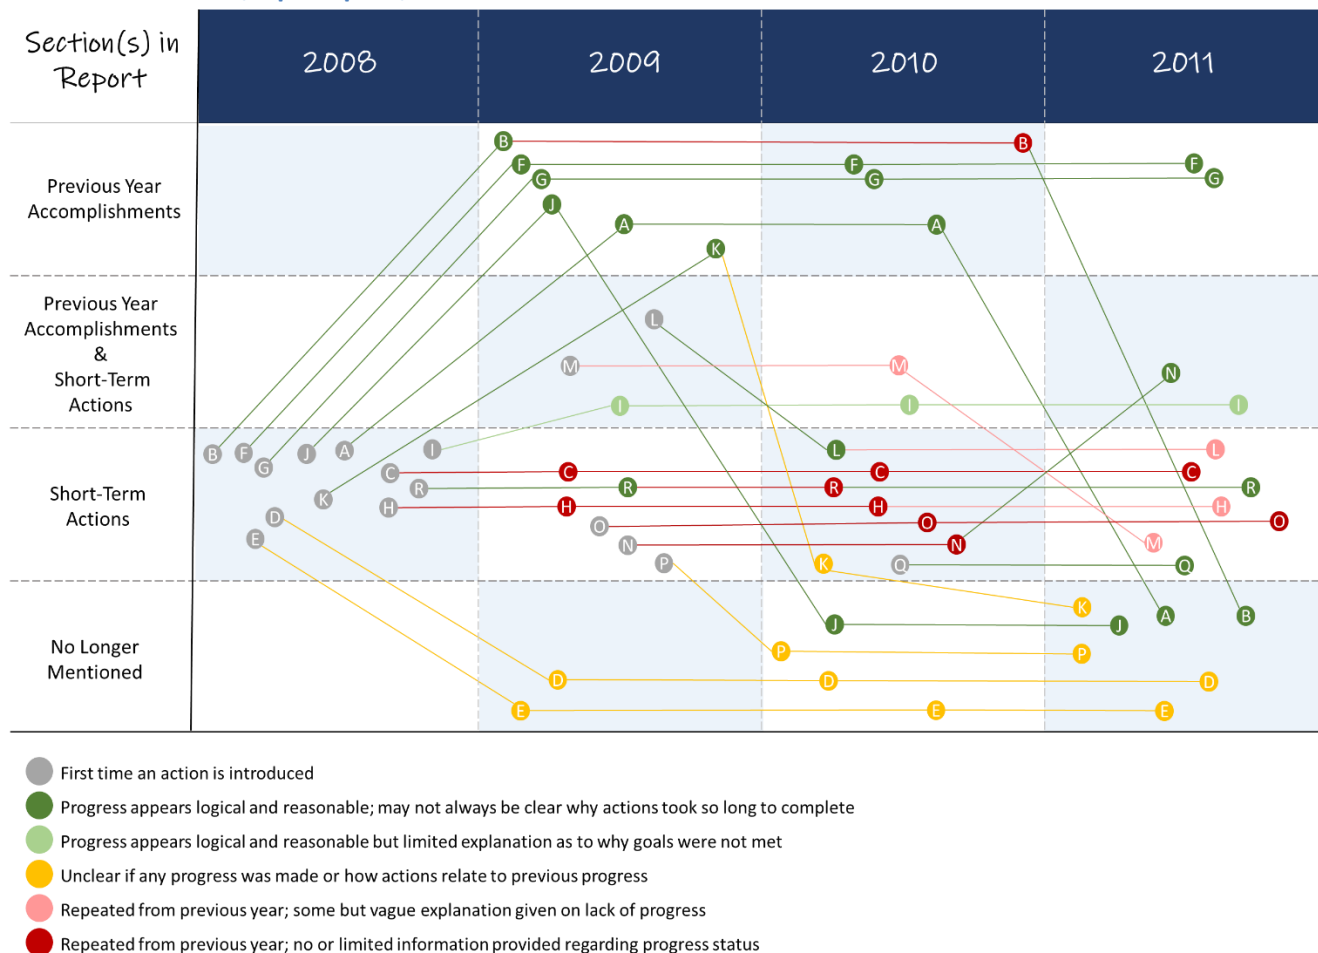 Section(s) in
Report
2008
2009
2010
2011
Previous Year
Accomplishments
B
B
F
F
F
G
G
G
J
A
A
K
Previous Year
Accomplishments
&
Short-Term
Actions
L
M
M
N
I
I
I
Short-Term
Actions
B
F
G
J
A
I
L
L
C
C
C
C
R
R
R
R
K
H
H
H
H
D
O
O
O
E
N
N
M
P
K
Q
Q
No Longer
Mentioned
K
J
J
A
B
P
P
D
D
D
E
E
E
First time an action is introduced
Progress appears logical and reasonable; may not always be clear why actions took so long to complete
Progress appears logical and reasonable but limited explanation as to why goals were not met
Unclear if any progress was made or how actions relate to previous progress
Repeated from previous year; some but vague explanation given on lack of progress
Repeated from previous year; no or limited information provided regarding progress status